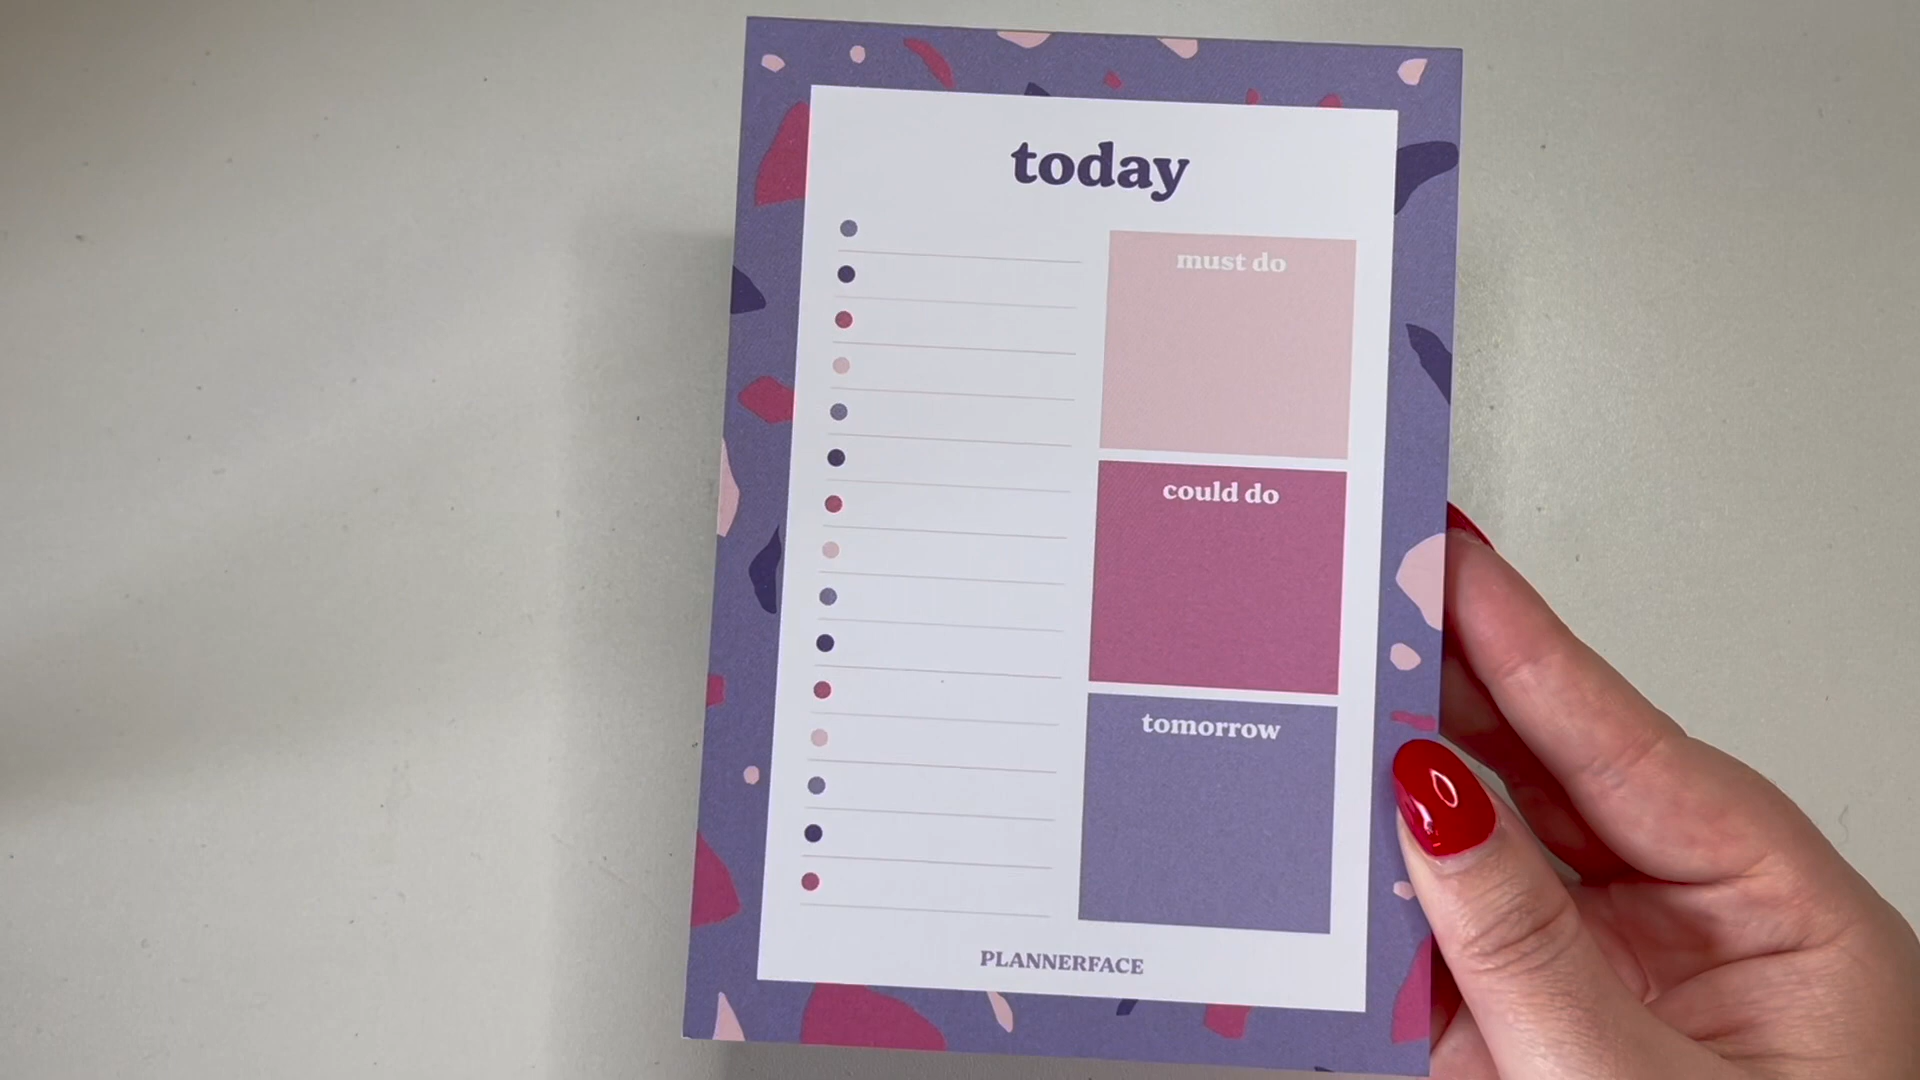 today
must do
could do
tomorrow
PLANNERFACE